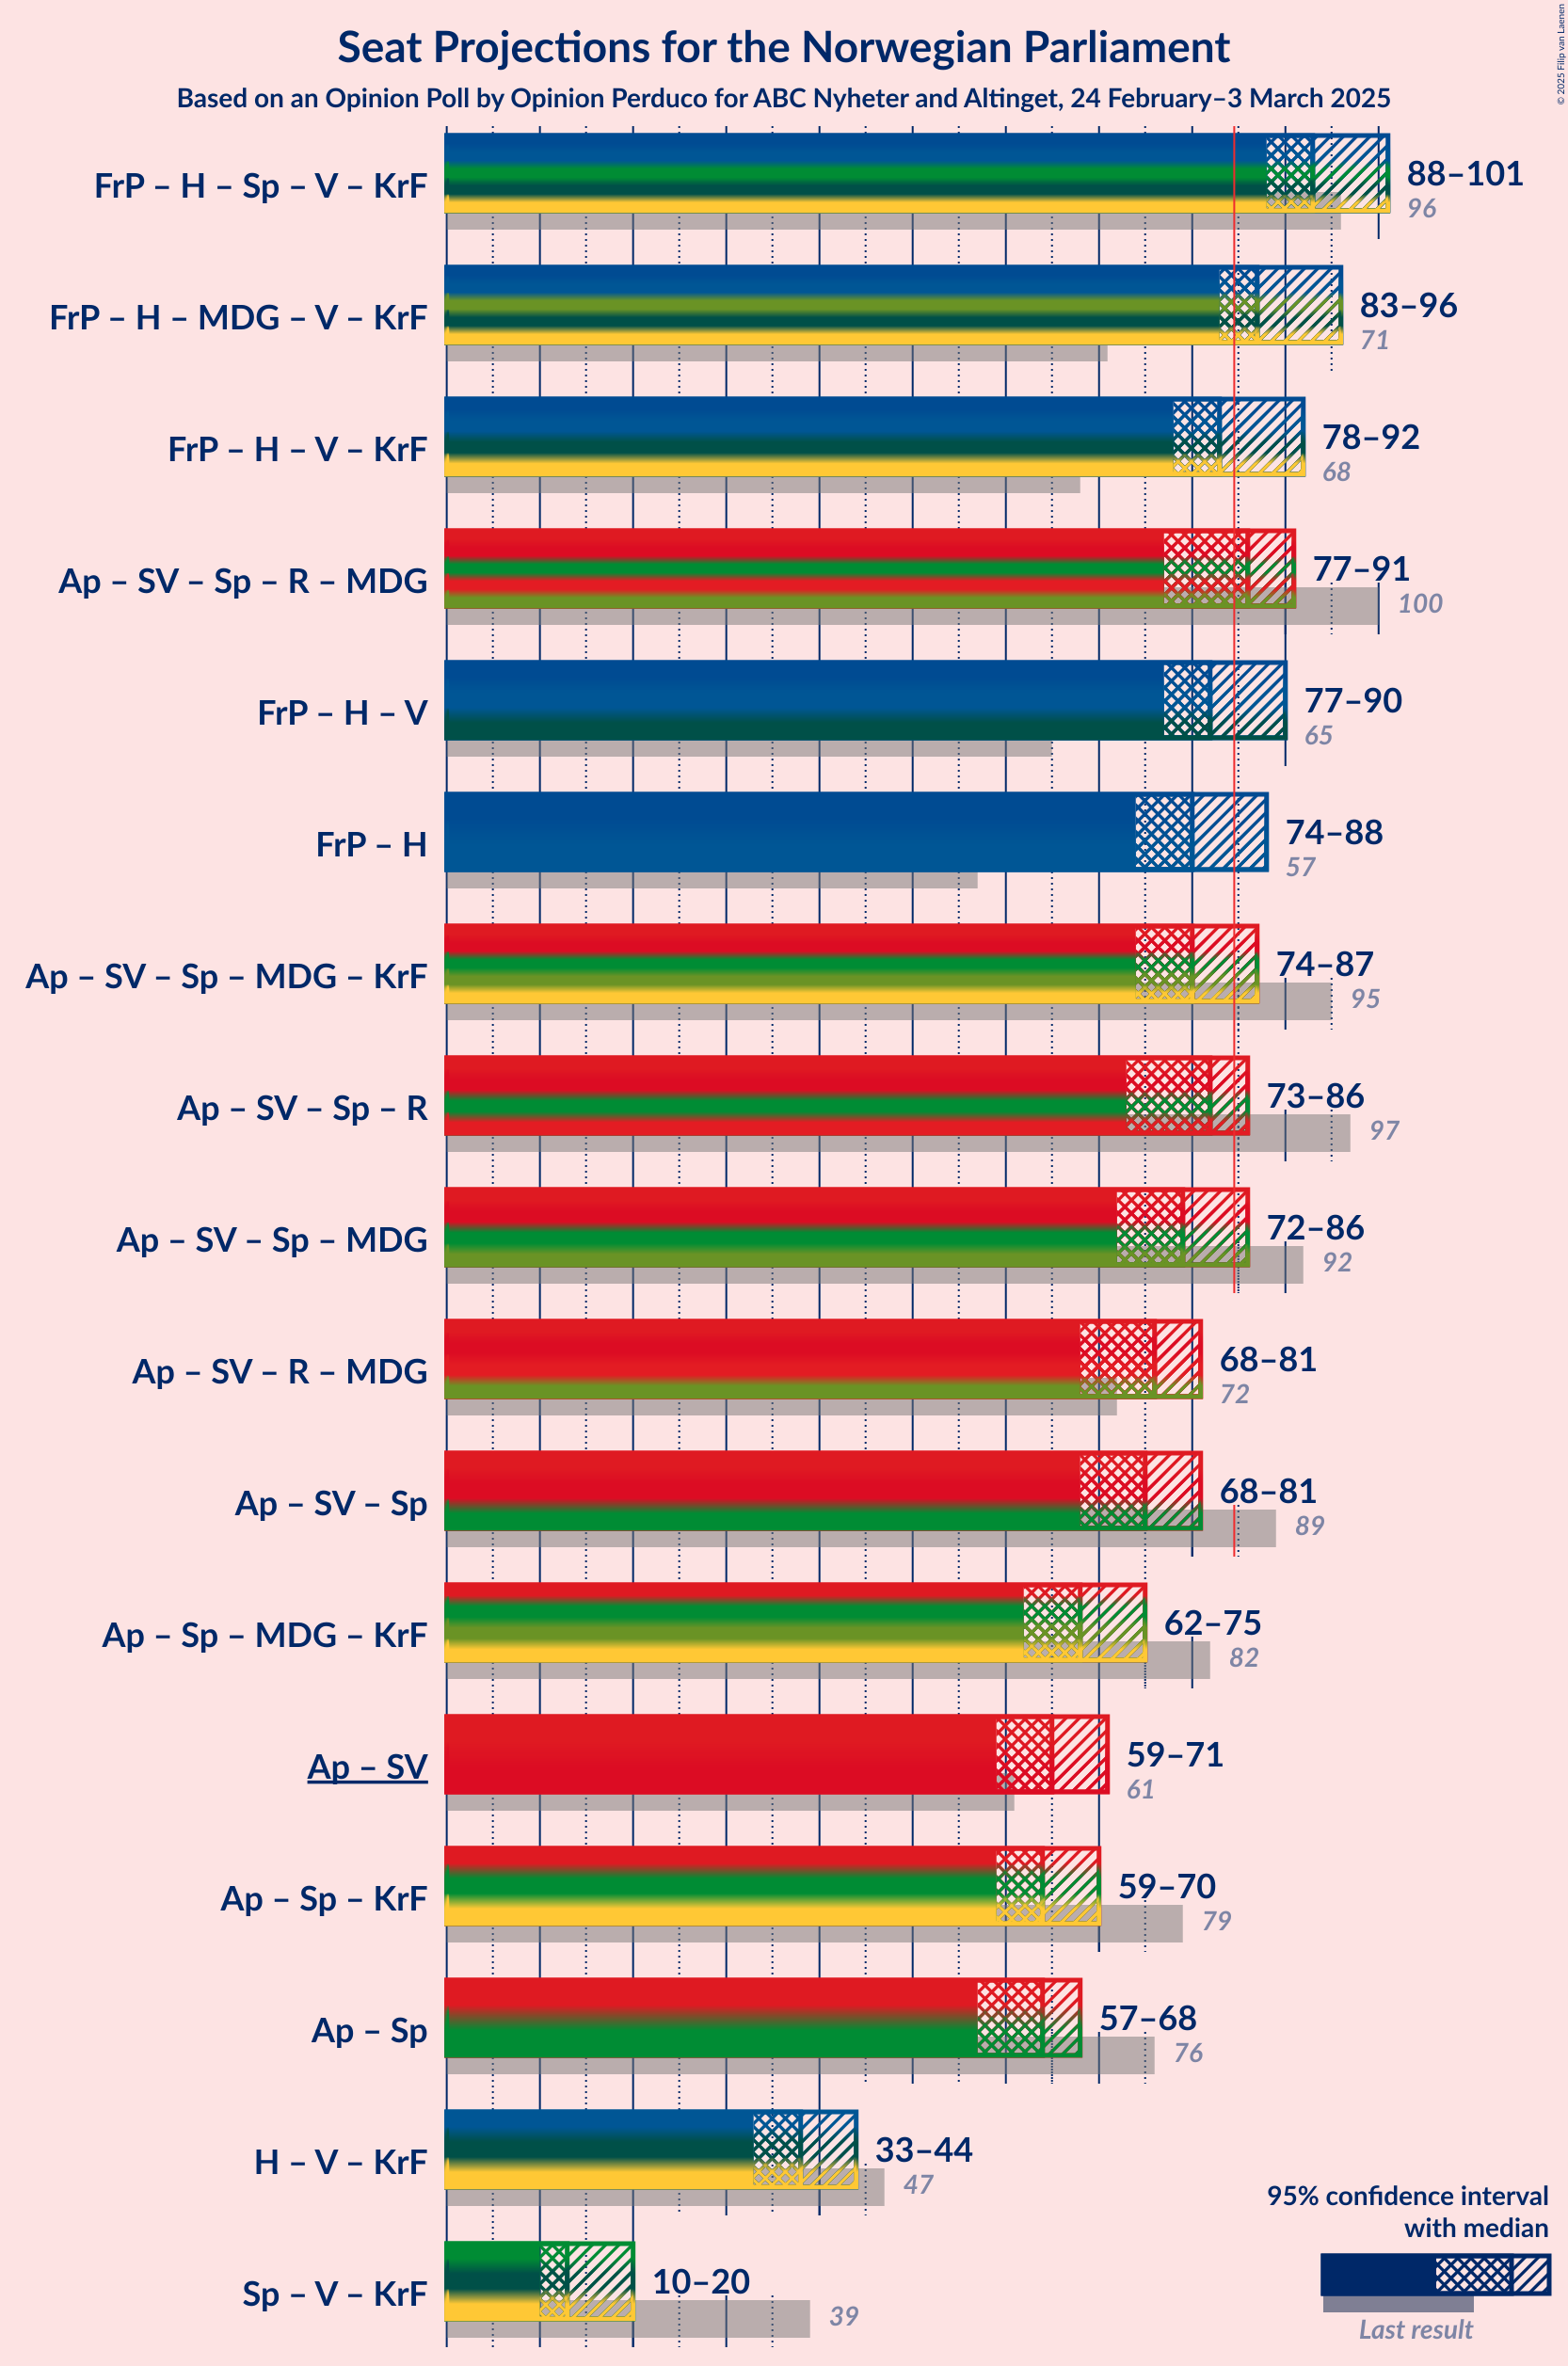 Seat Projections for the Norwegian Parliament
Based on an Opinion Poll by Opinion Perduco for ABC Nyheter and Altinget, 24 February–3 March 2025
© 2025 Filip van Laenen
FrP – H – Sp – V – KrF
88–101
96
FrP – H – MDG – V – KrF
83–96
71
FrP – H – V – KrF
78–92
68
Ap – SV – Sp – R – MDG
77–91
100
FrP – H – V
77–90
65
FrP – H
74–88
57
Ap – SV – Sp – MDG – KrF
74–87
95
Ap – SV – Sp – R
73–86
97
Ap – SV – Sp – MDG
72–86
92
Ap – SV – R – MDG
68–81
72
Ap – SV – Sp
68–81
89
Ap – Sp – MDG – KrF
62–75
82
Ap – SV
59–71
61
Ap – Sp – KrF
59–70
79
Ap – Sp
57–68
76
H – V – KrF
33–44
47
Sp – V – KrF
10–20
39
95% confidence interval
with median
Last result